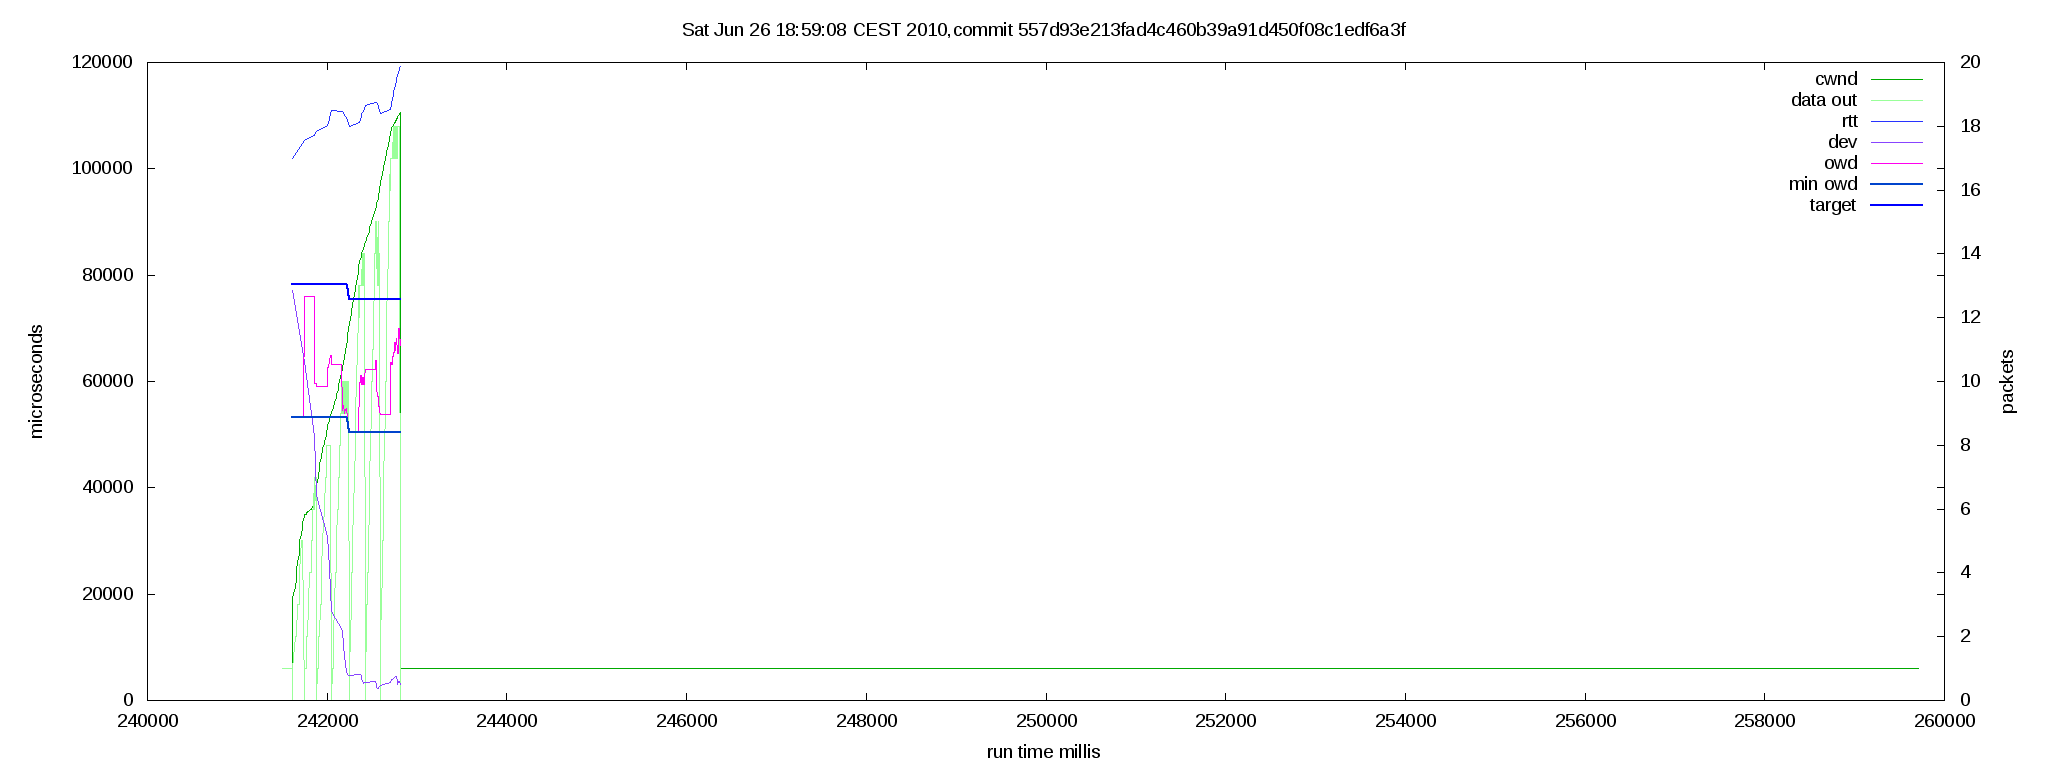 Sat Jun 26 18:59:08 CEST 2010, commit 557d93e213fad4c460b39a91d450f08c1edf6a3f
120000
100000
80000
60000
40000
20000
0
microseconds
20
18
16
14
12
10
8
6
4
2
0
packets
cwnd
data out
rtt
dev
owd
min owd
target
240000 242000 244000 246000 248000 250000 252000 254000 256000 258000 260000
run time millis